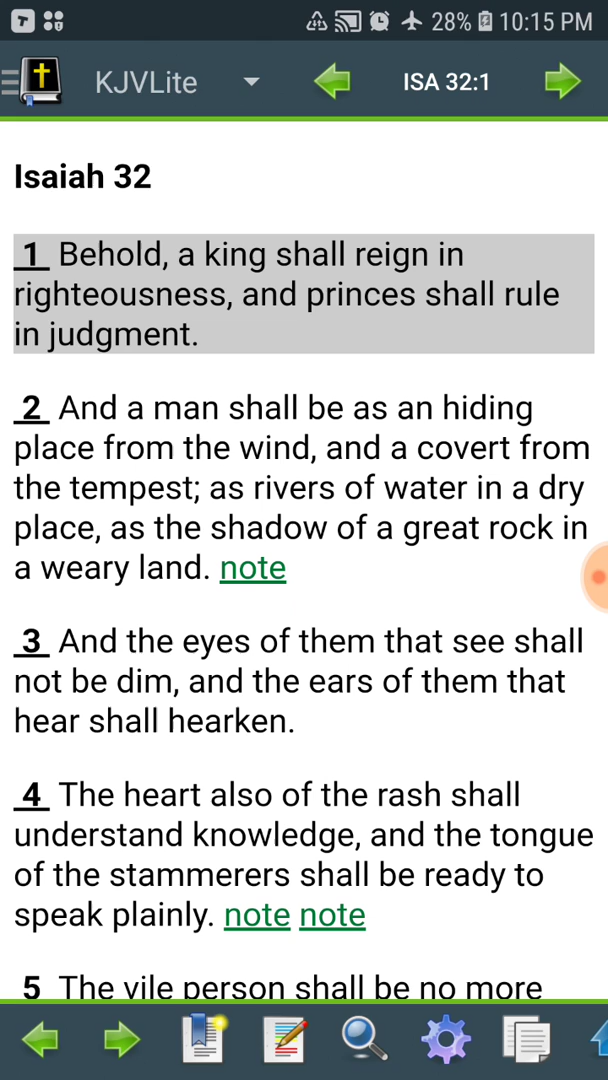 28% 10:15 PM
KJVLite ISA 32:1
Isaiah 32
1 Behold, a king shall reign in
righteousness, and princes shall rule
in judgment.
2 And a man shall be as an hiding
place from the wind, and a covert from
the tempest; as rivers of water in a dry
place, as the shadow of a great rock in
a weary land. note
3 And the eyes of them that see shall
not be dim, and the ears of them that
hear shall hearken.
4 The heart also of the rash shall
understand knowledge, and the tongue
of the stammerers shall be ready to
speak plainly. note note
5 The vile person shall be no more